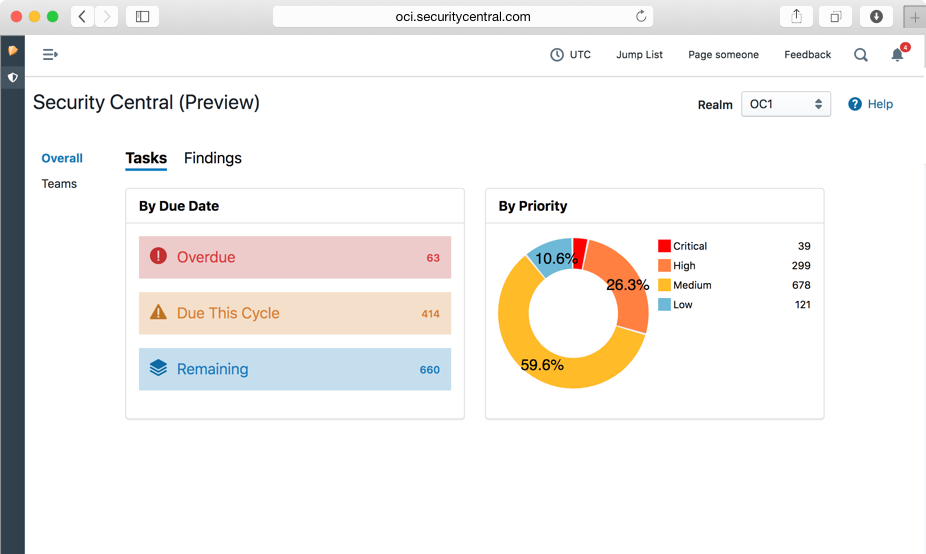 oci.securitycentral.com
UTC Jump List Page someone Feedback 4
Security Central (Preview)
Realm OC1 ? Help
Overall
Teams
Tasks Findings
By Due Date
! Overdue 63
! Due This Cycle 414
Remaining 660
By Priority
10.6%
26.3%
59.6%
Critical 39
High 299
Medium 678
Low 121